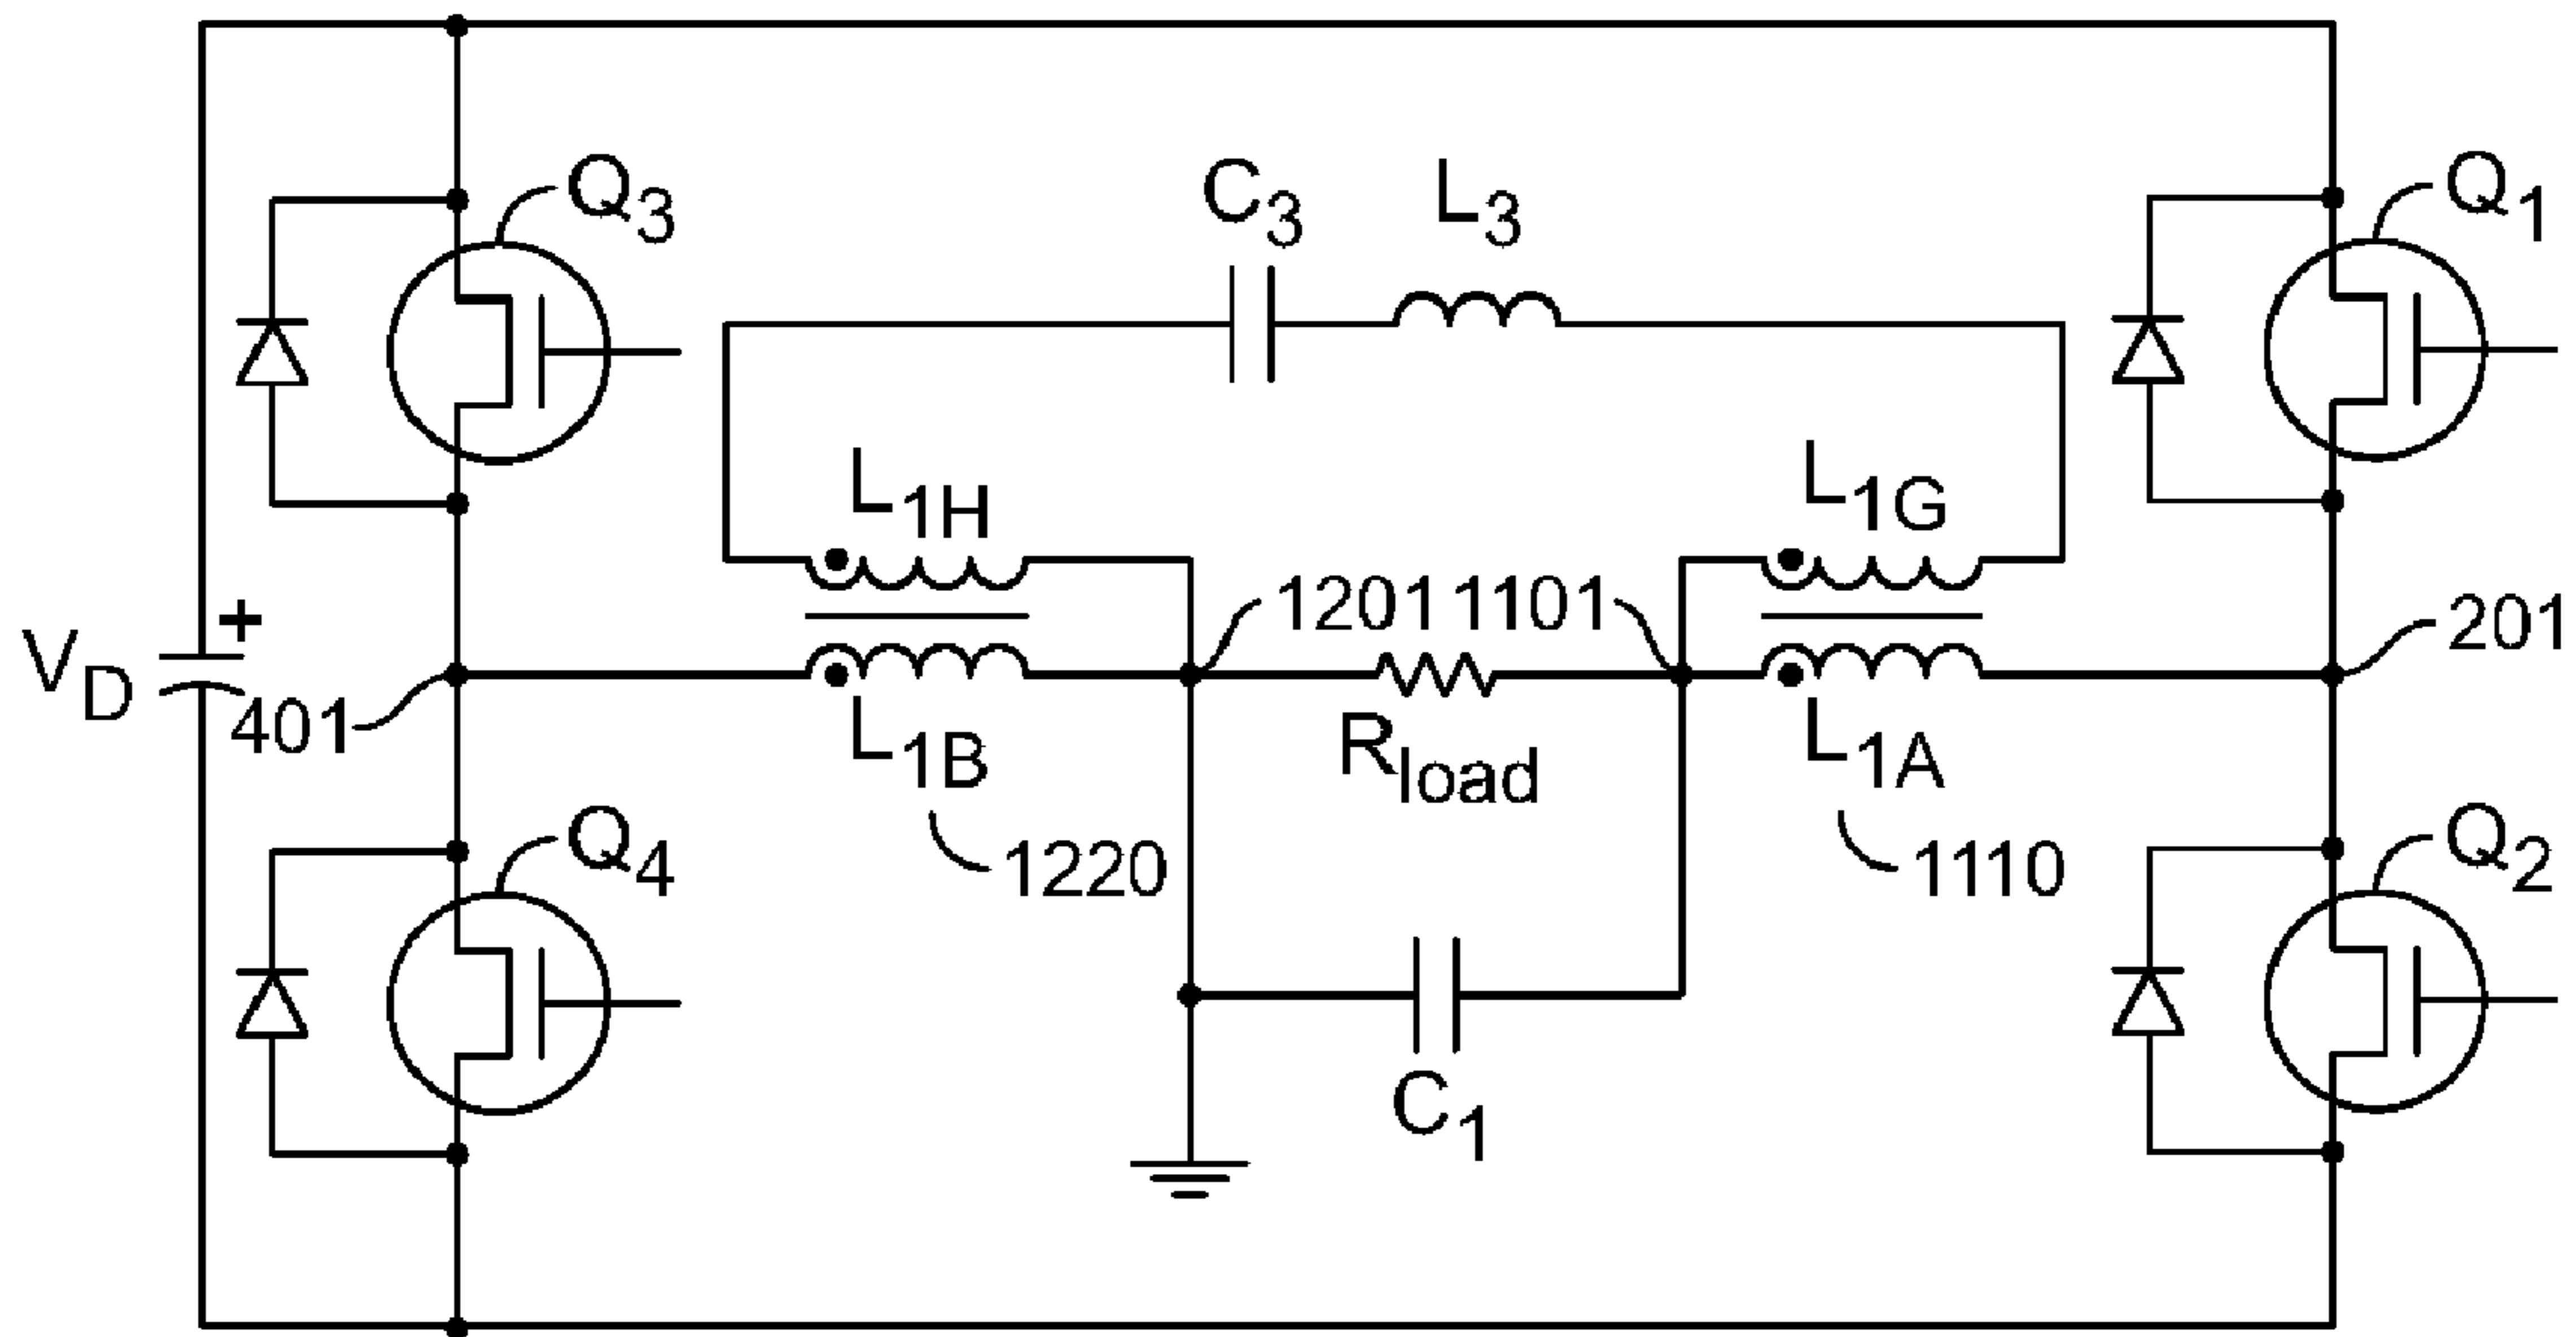 Q3
C3
L3
Q1
L1H
L1G
1201
1101
201
+
VD
401
L1B
Rload
L1A
1220
1110
Q4
Q2
C1